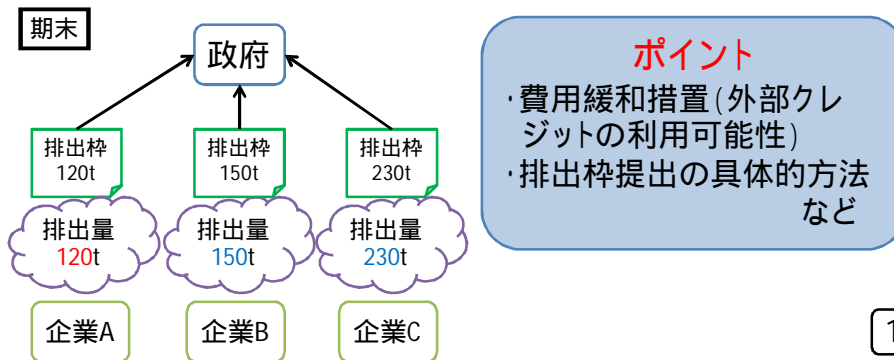 期末
政府
排出枠
120t
排出枠
150t
排出枠
230t
排出量
120t
排出量
150t
排出量
230t
企業A
企業B
企業C
ポイント
・費用緩和措置(外部クレ
ジットの利用可能性)
・排出枠提出の具体的方法
など